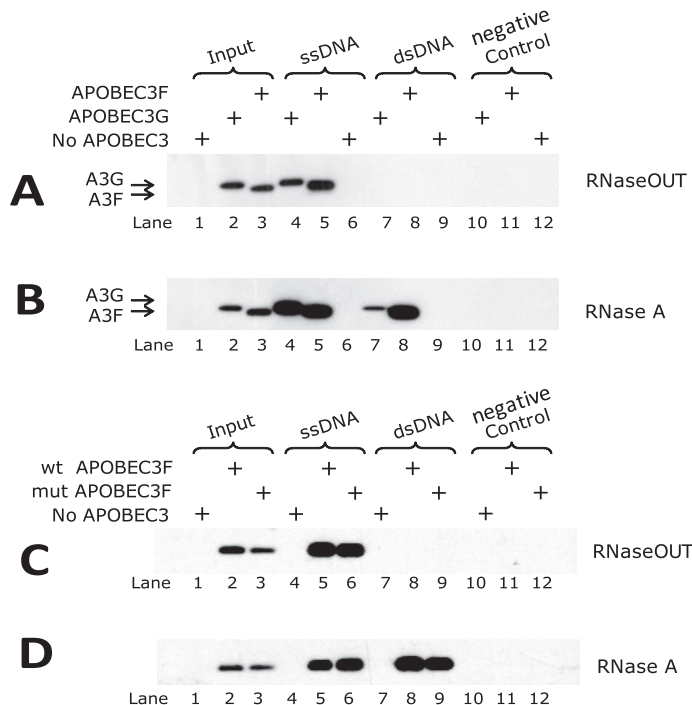 Input ssDNA dsDNA negative Control
APOBEC3F + + + +
APOBEC3G + + + +
No APOBEC3 + + + +
A A3G A3F RNaseOUT
Lane 1 2 3 4 5 6 7 8 9 10 11 12
B A3G A3F RNase A
Lane 1 2 3 4 5 6 7 8 9 10 11 12
Input ssDNA dsDNA negative Control
wt APOBEC3F + + + +
mut APOBEC3F + + + +
No APOBEC3 + + + +
C RNaseOUT
Lane 1 2 3 4 5 6 7 8 9 10 11 12
D RNase A
Lane 1 2 3 4 5 6 7 8 9 10 11 12